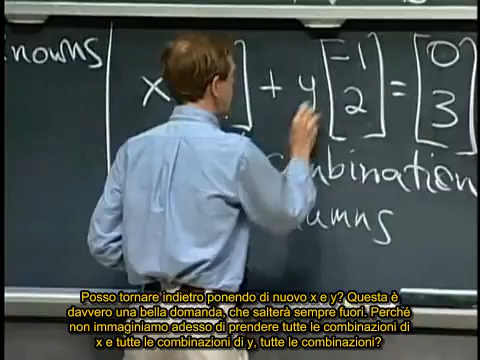 nowns
x ] + y [-1 2] = [0 3]
mbination
umns
Posso tornare indietro ponendo di nuovo x e y? Questa è
davvero una bella domanda, che salterà sempre fuori. Perché
non immaginiamo adesso di prendere tutte le combinazioni di
x e tutte le combinazioni di y, tutte le combinazioni?